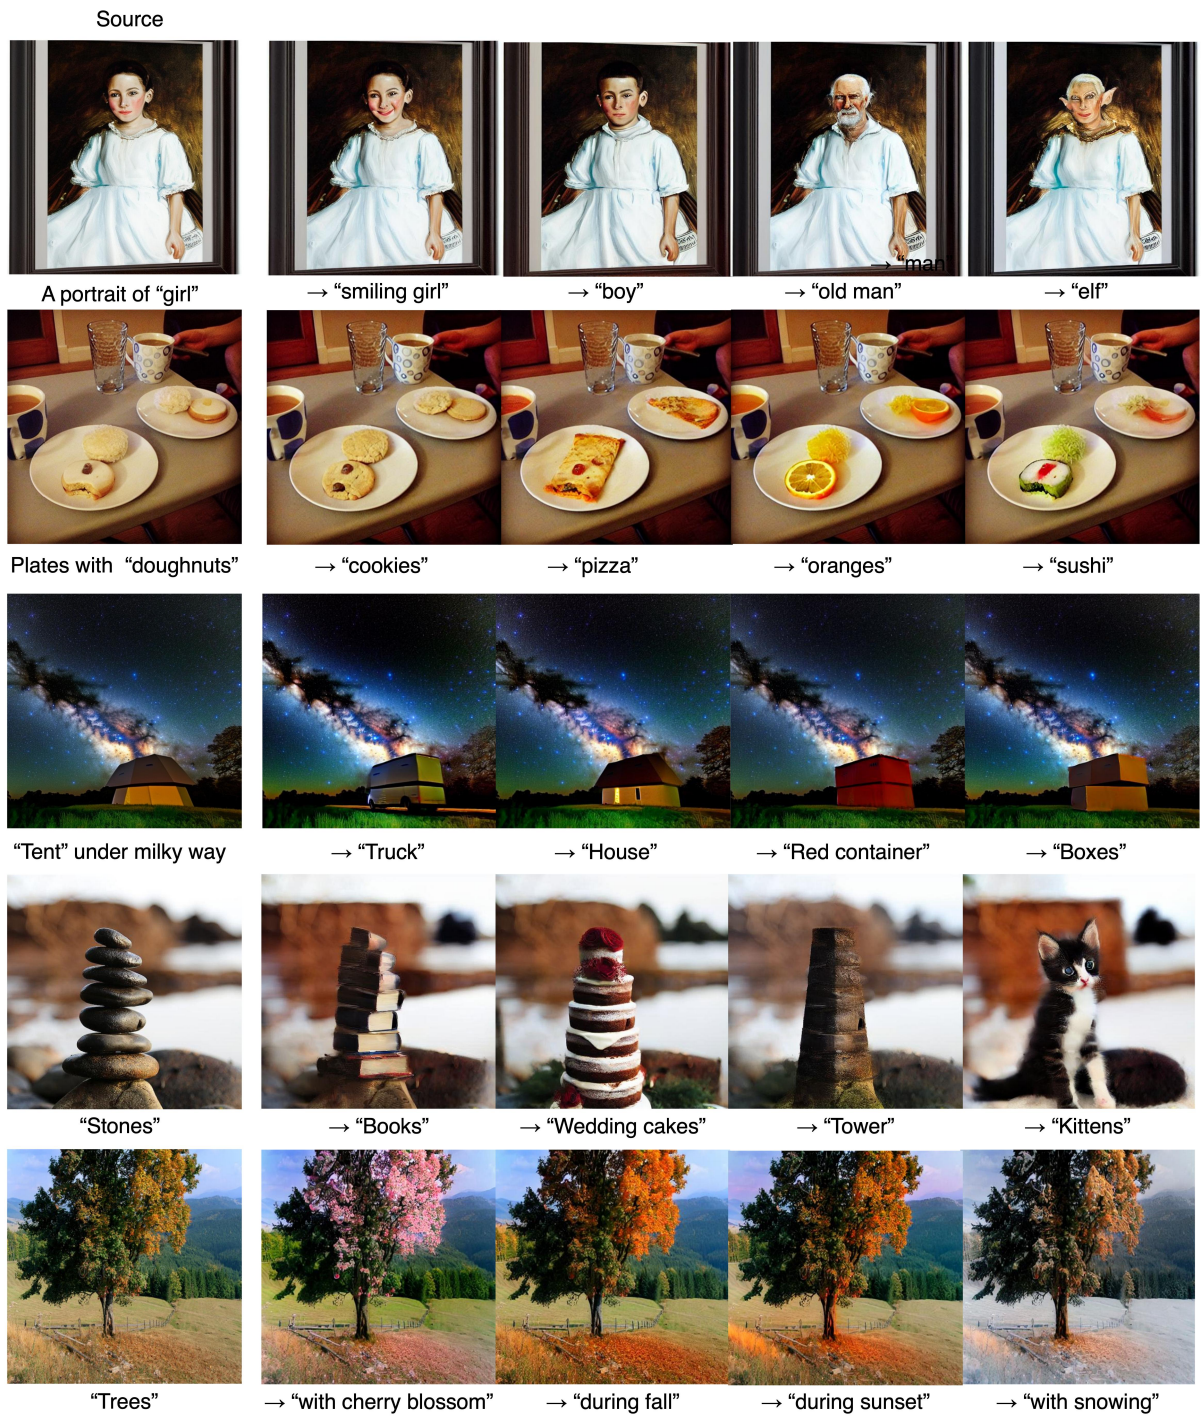 Source
→ “man”
A portrait of “girl”
→ “smiling girl”
→ “boy”
→ “old man”
→ “elf”
Plates with “doughnuts”
→ “cookies”
→ “pizza”
→ “oranges”
→ “sushi”
“Tent” under milky way
→ “Truck”
→ “House”
→ “Red container”
→ “Boxes”
“Stones”
→ “Books”
→ “Wedding cakes”
→ “Tower”
→ “Kittens”
“Trees”
→ “with cherry blossom”
→ “during fall”
→ “during sunset”
→ “with snowing”